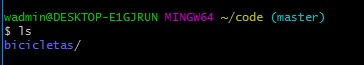 wadmin@DESKTOP-E1GJRUN MINGW64 ~/code (master)
$ ls
bicicletas/